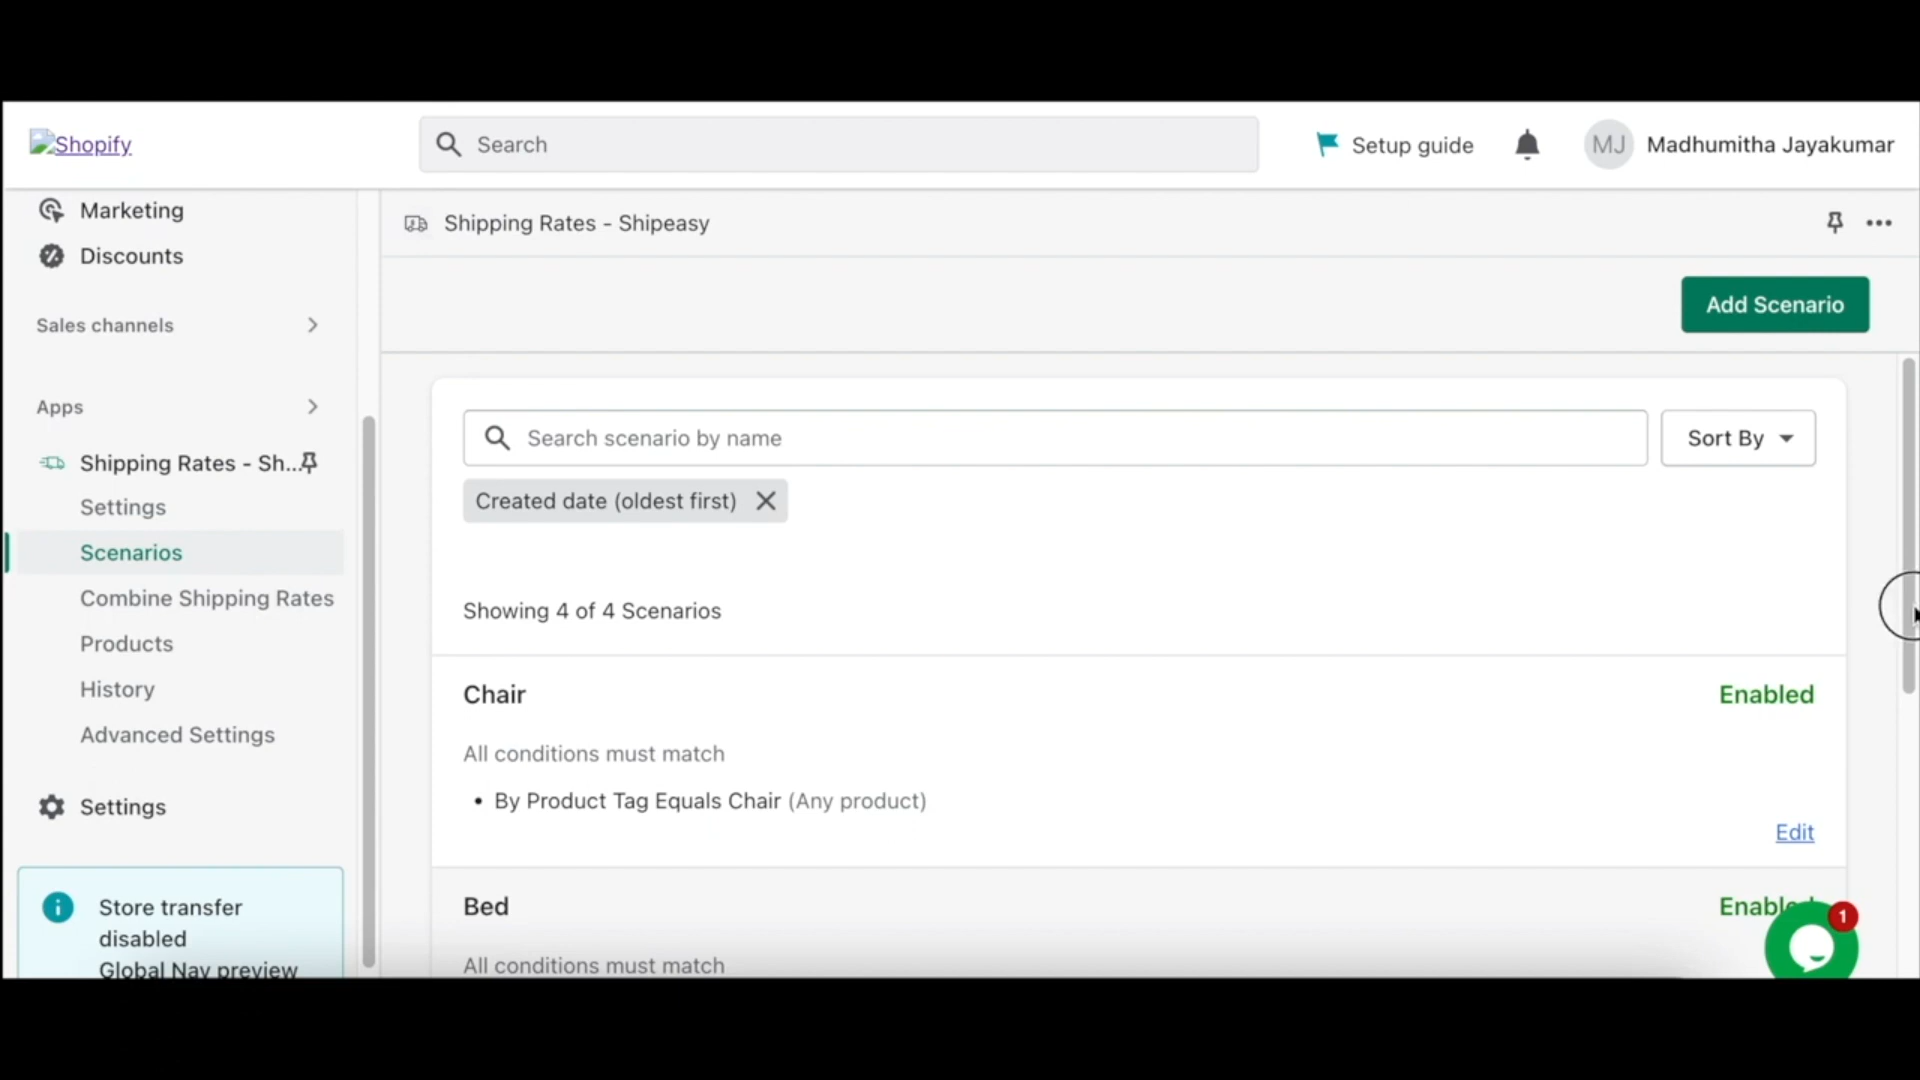 Shopify
Search
Setup guide
MJ
Madhumitha Jayakumar
Marketing
Discounts
Sales channels
Apps
Shipping Rates - Sh...
Settings
Scenarios
Combine Shipping Rates
Products
History
Advanced Settings
Settings
Store transfer
disabled
Global Nav preview
Shipping Rates - Shipeasy
Add Scenario
Search scenario by name
Sort By
Created date (oldest first)
Showing 4 of 4 Scenarios
Chair
Enabled
All conditions must match
• By Product Tag Equals Chair (Any product)
Edit
Bed
Enabled
1
All conditions must match